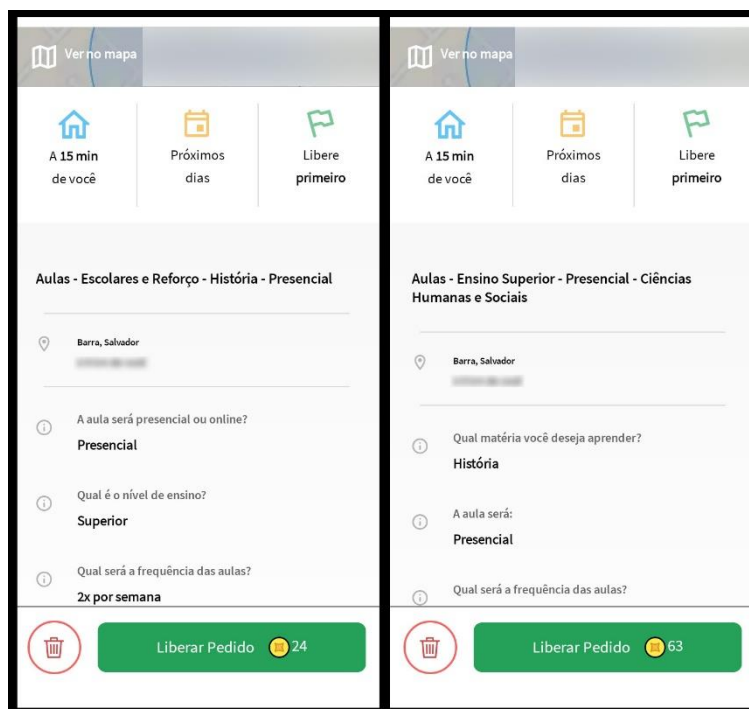 Ver no mapa
A 15 min
de você
Próximos
dias
Libere
primeiro
Aulas - Escolares e Reforço - História - Presencial
Barra, Salvador
A aula será presencial ou online?
Presencial
Qual é o nível de ensino?
Superior
Qual será a frequência das aulas?
2x por semana
Liberar Pedido 24
Ver no mapa
A 15 min
de você
Próximos
dias
Libere
primeiro
Aulas - Ensino Superior - Presencial - Ciências
Humanas e Sociais
Barra, Salvador
Qual matéria você deseja aprender?
História
A aula será:
Presencial
Qual será a frequência das aulas?
Liberar Pedido 63